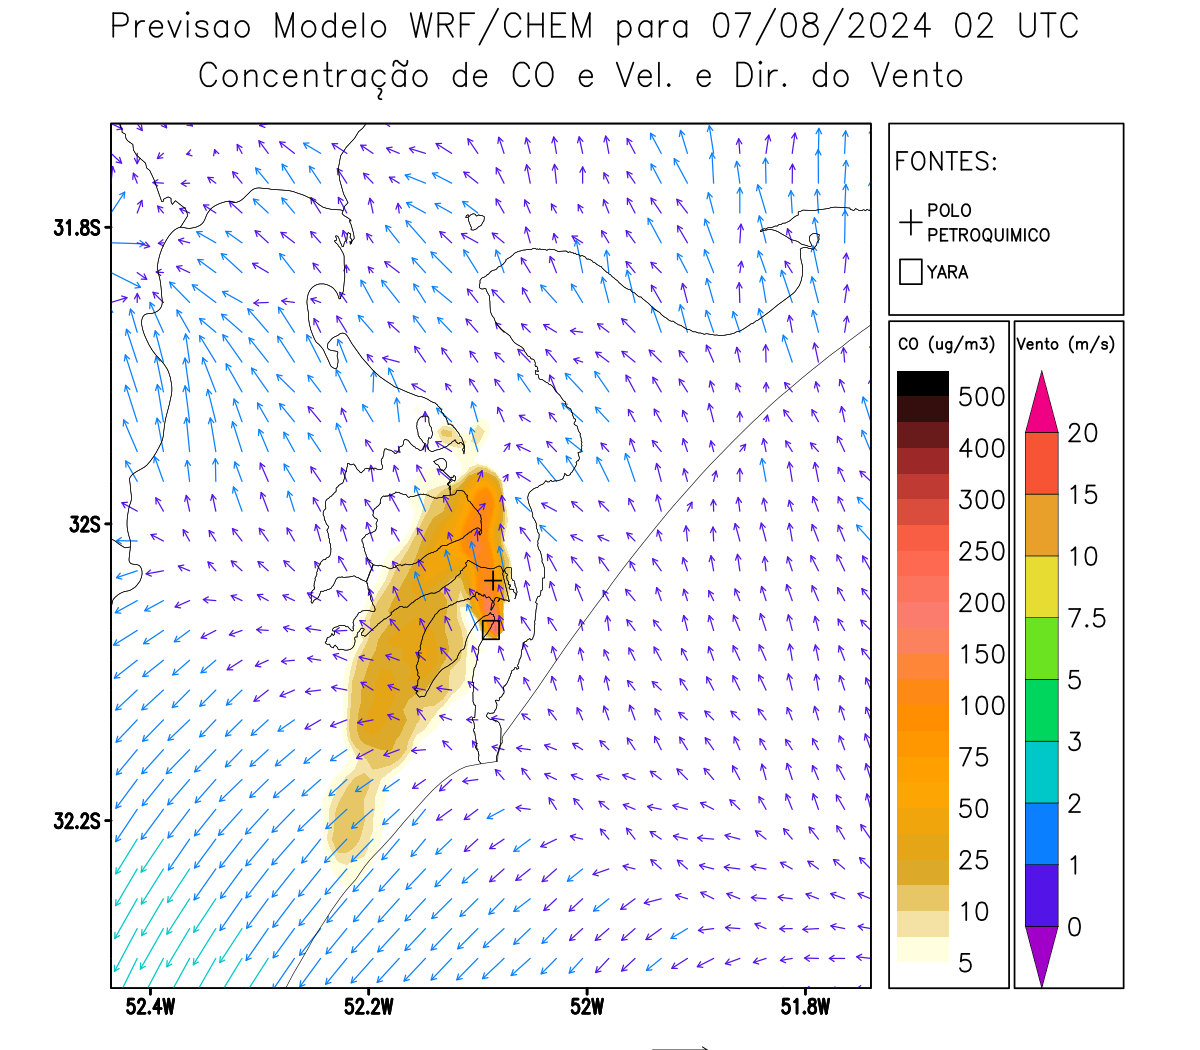 Previsao Modelo WRF/CHEM para 07/08/2024 02 UTC
Concentração de CO e Vel. e Dir. do Vento
FONTES:
POLO
PETROQUIMICO
YARA
CO (ug/m3)
500
400
300
250
200
150
100
75
50
25
10
5
Vento (m/s)
20
15
10
7.5
5
3
2
1
0
31.8S
32S
32.2S
52.4W 52.2W 52W 51.8W